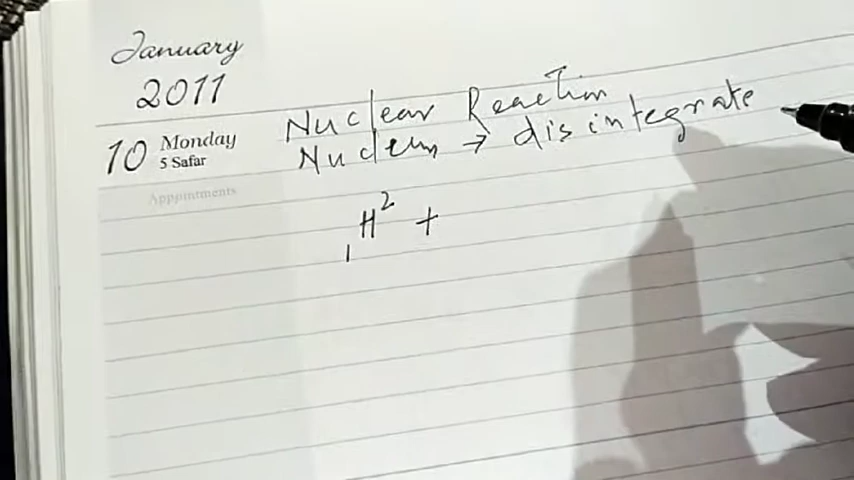 January
2011
10 Monday
5 Safar
Appointments
Nuclear Reaction
Nucleus → disintegrate
₁H² +